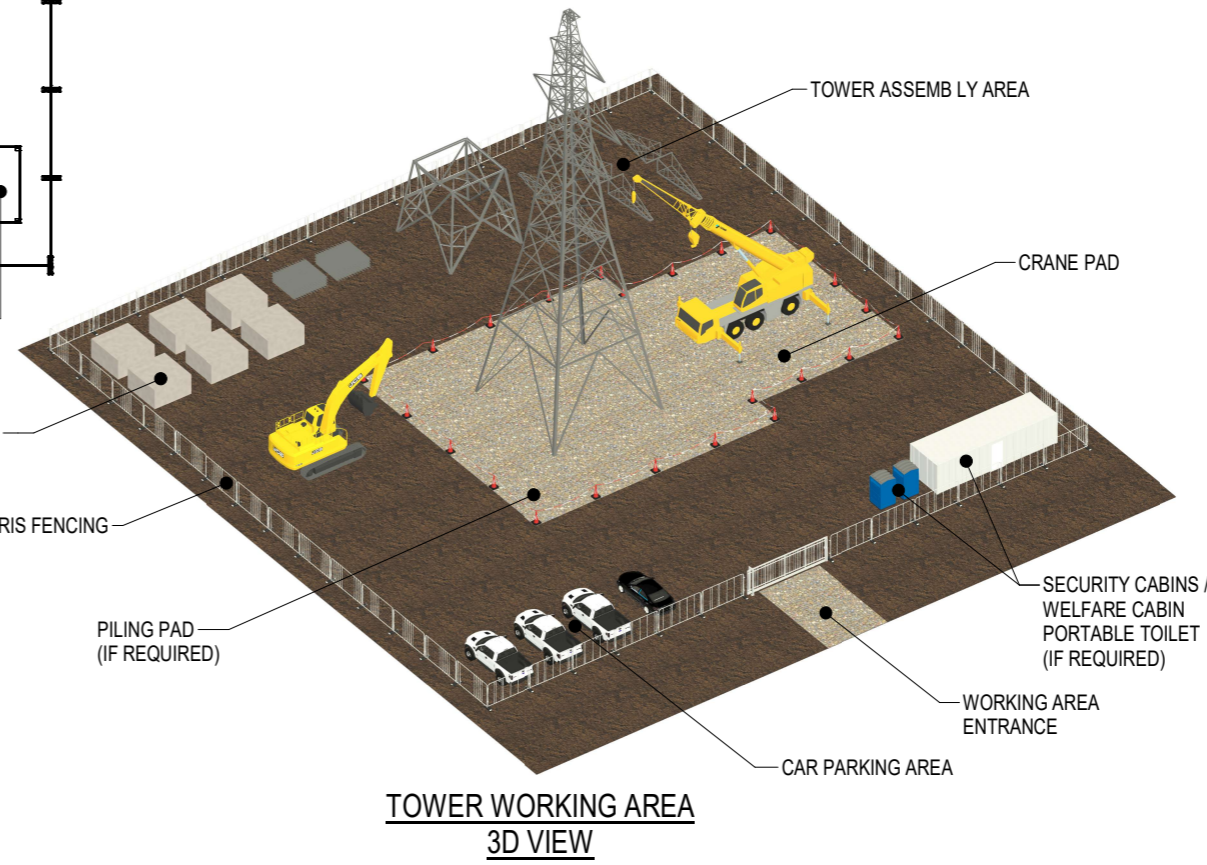 TOWER ASSEMB LY AREA
CRANE PAD
RIS FENCING
PILING PAD
(IF REQUIRED)
SECURITY CABINS /
WELFARE CABIN
PORTABLE TOILET
(IF REQUIRED)
WORKING AREA
ENTRANCE
CAR PARKING AREA
TOWER WORKING AREA
3D VIEW